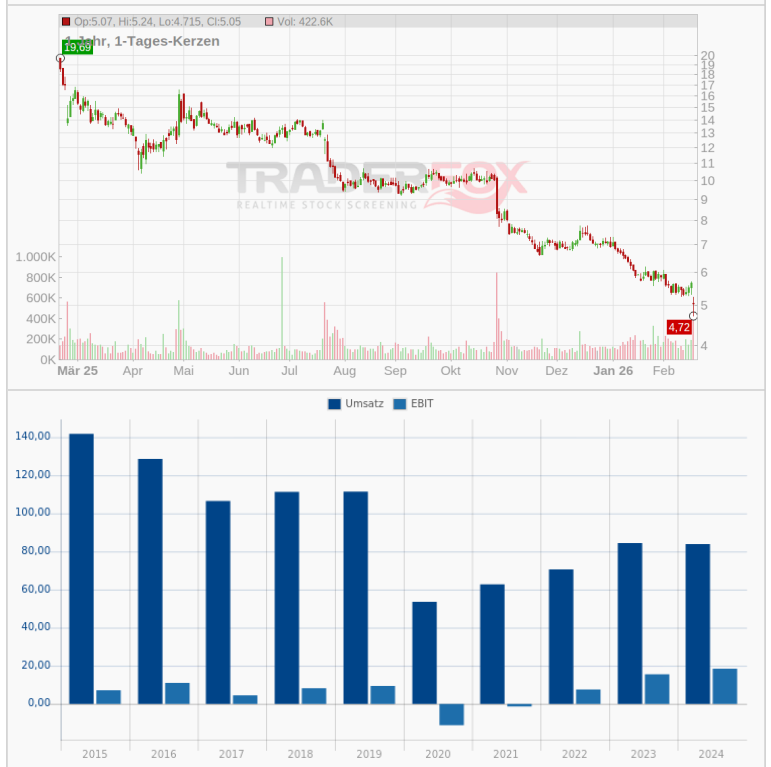 Op:5.07, Hi:5.24, Lo:4.715, Cl:5.05 Vol: 422.6K
1 Jahr, 1-Tages-Kerzen
19,69
20
19
18
17
16
15
14
13
12
11
10
9
8
7
6
5
4
TRADERFOX
REALTIME STOCK SCREENING
1.000K
800K
600K
400K
200K
0K
4,72
Mär 25 Apr Mai Jun Jul Aug Sep Okt Nov Dez Jan 26 Feb
Umsatz EBIT
140,00
120,00
100,00
80,00
60,00
40,00
20,00
0,00
2015 2016 2017 2018 2019 2020 2021 2022 2023 2024